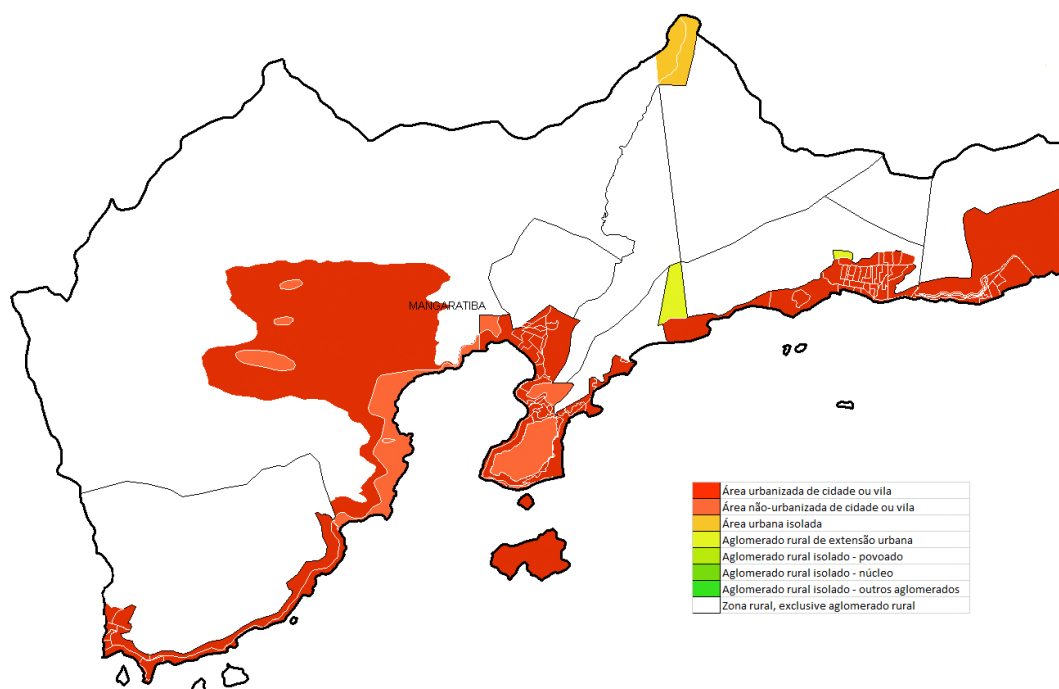 MANGARATIBA
Área urbanizada de cidade ou vila
Área não-urbanizada de cidade ou vila
Área urbana isolada
Aglomerado rural de extensão urbana
Aglomerado rural isolado - povoado
Aglomerado rural isolado - núcleo
Aglomerado rural isolado - outros aglomerados
Zona rural, exclusive aglomerado rural